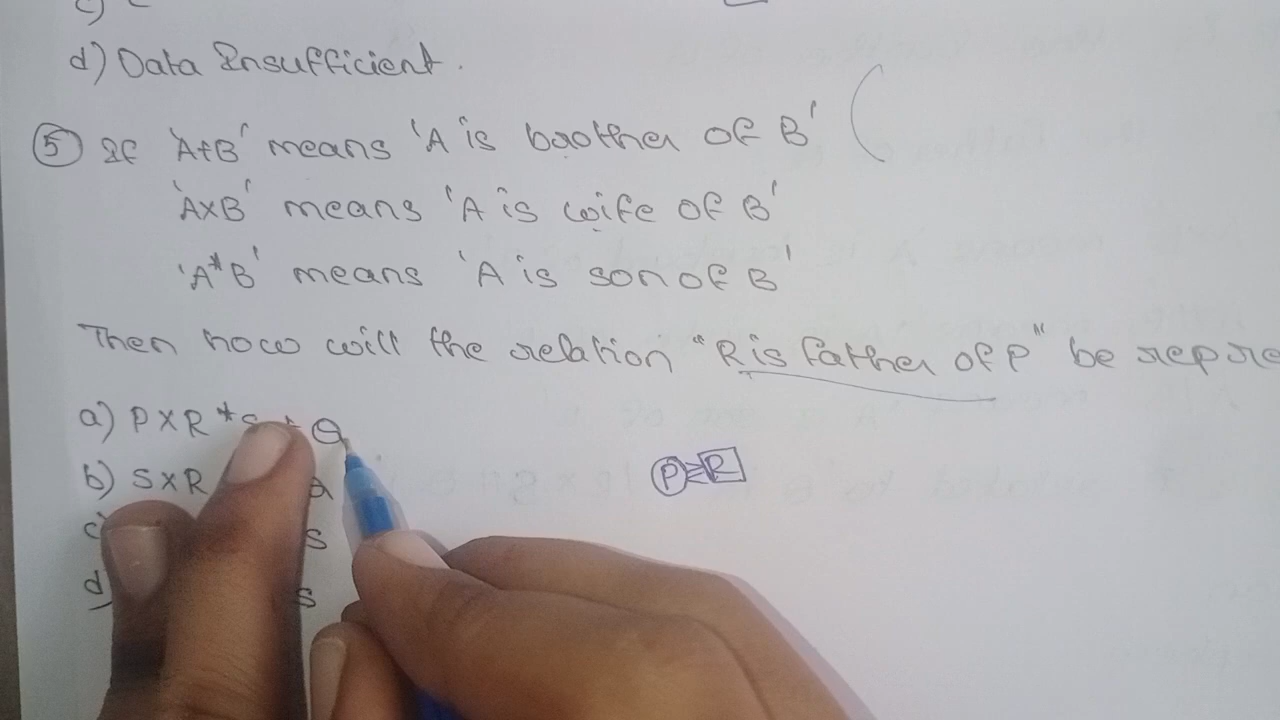 d) Data Insufficient.
5 If 'A+B' means 'A is brother of B' (
'A×B' means 'A is wife of B'
'A*B' means 'A is son of B'
Then how will the relation "R is father of P" be repre
a) P×R * Q
b) S×R
c) S
d) S
P R